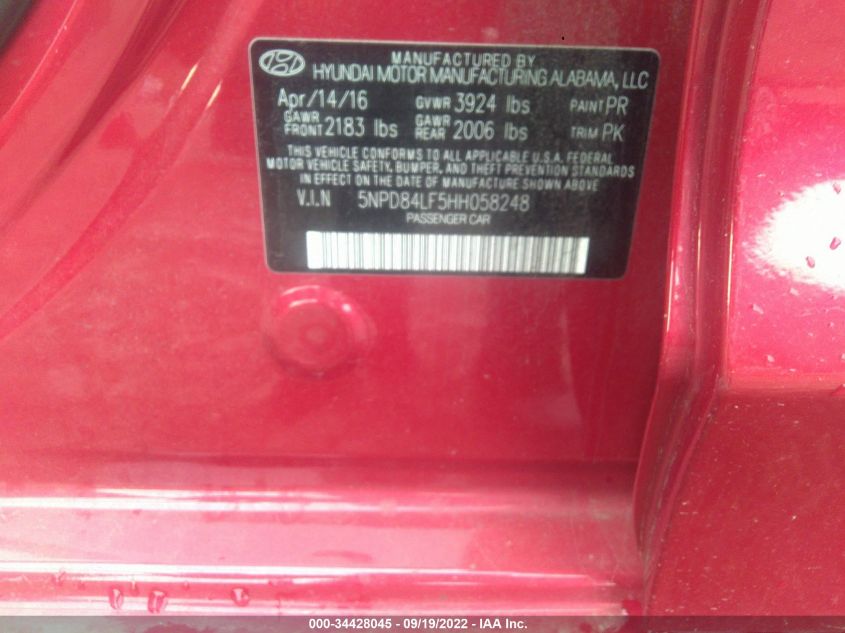 MANUFACTURED BY
HYUNDAI MOTOR MANUFACTURING ALABAMA, LLC
Apr/14/16 GVWR 3924 lbs PAINT PR
GAWR FRONT 2183 lbs GAWR REAR 2006 lbs TRIM PK
THIS VEHICLE CONFORMS TO ALL APPLICABLE U.S.A. FEDERAL
MOTOR VEHICLE SAFETY, BUMPER, AND THEFT PREVENTION STANDARDS
IN EFFECT ON THE DATE OF MANUFACTURE SHOWN ABOVE
V.I.N 5NPD84LF5HH058248
PASSENGER CAR
000-34428045 - 09/19/2022 - IAA Inc.